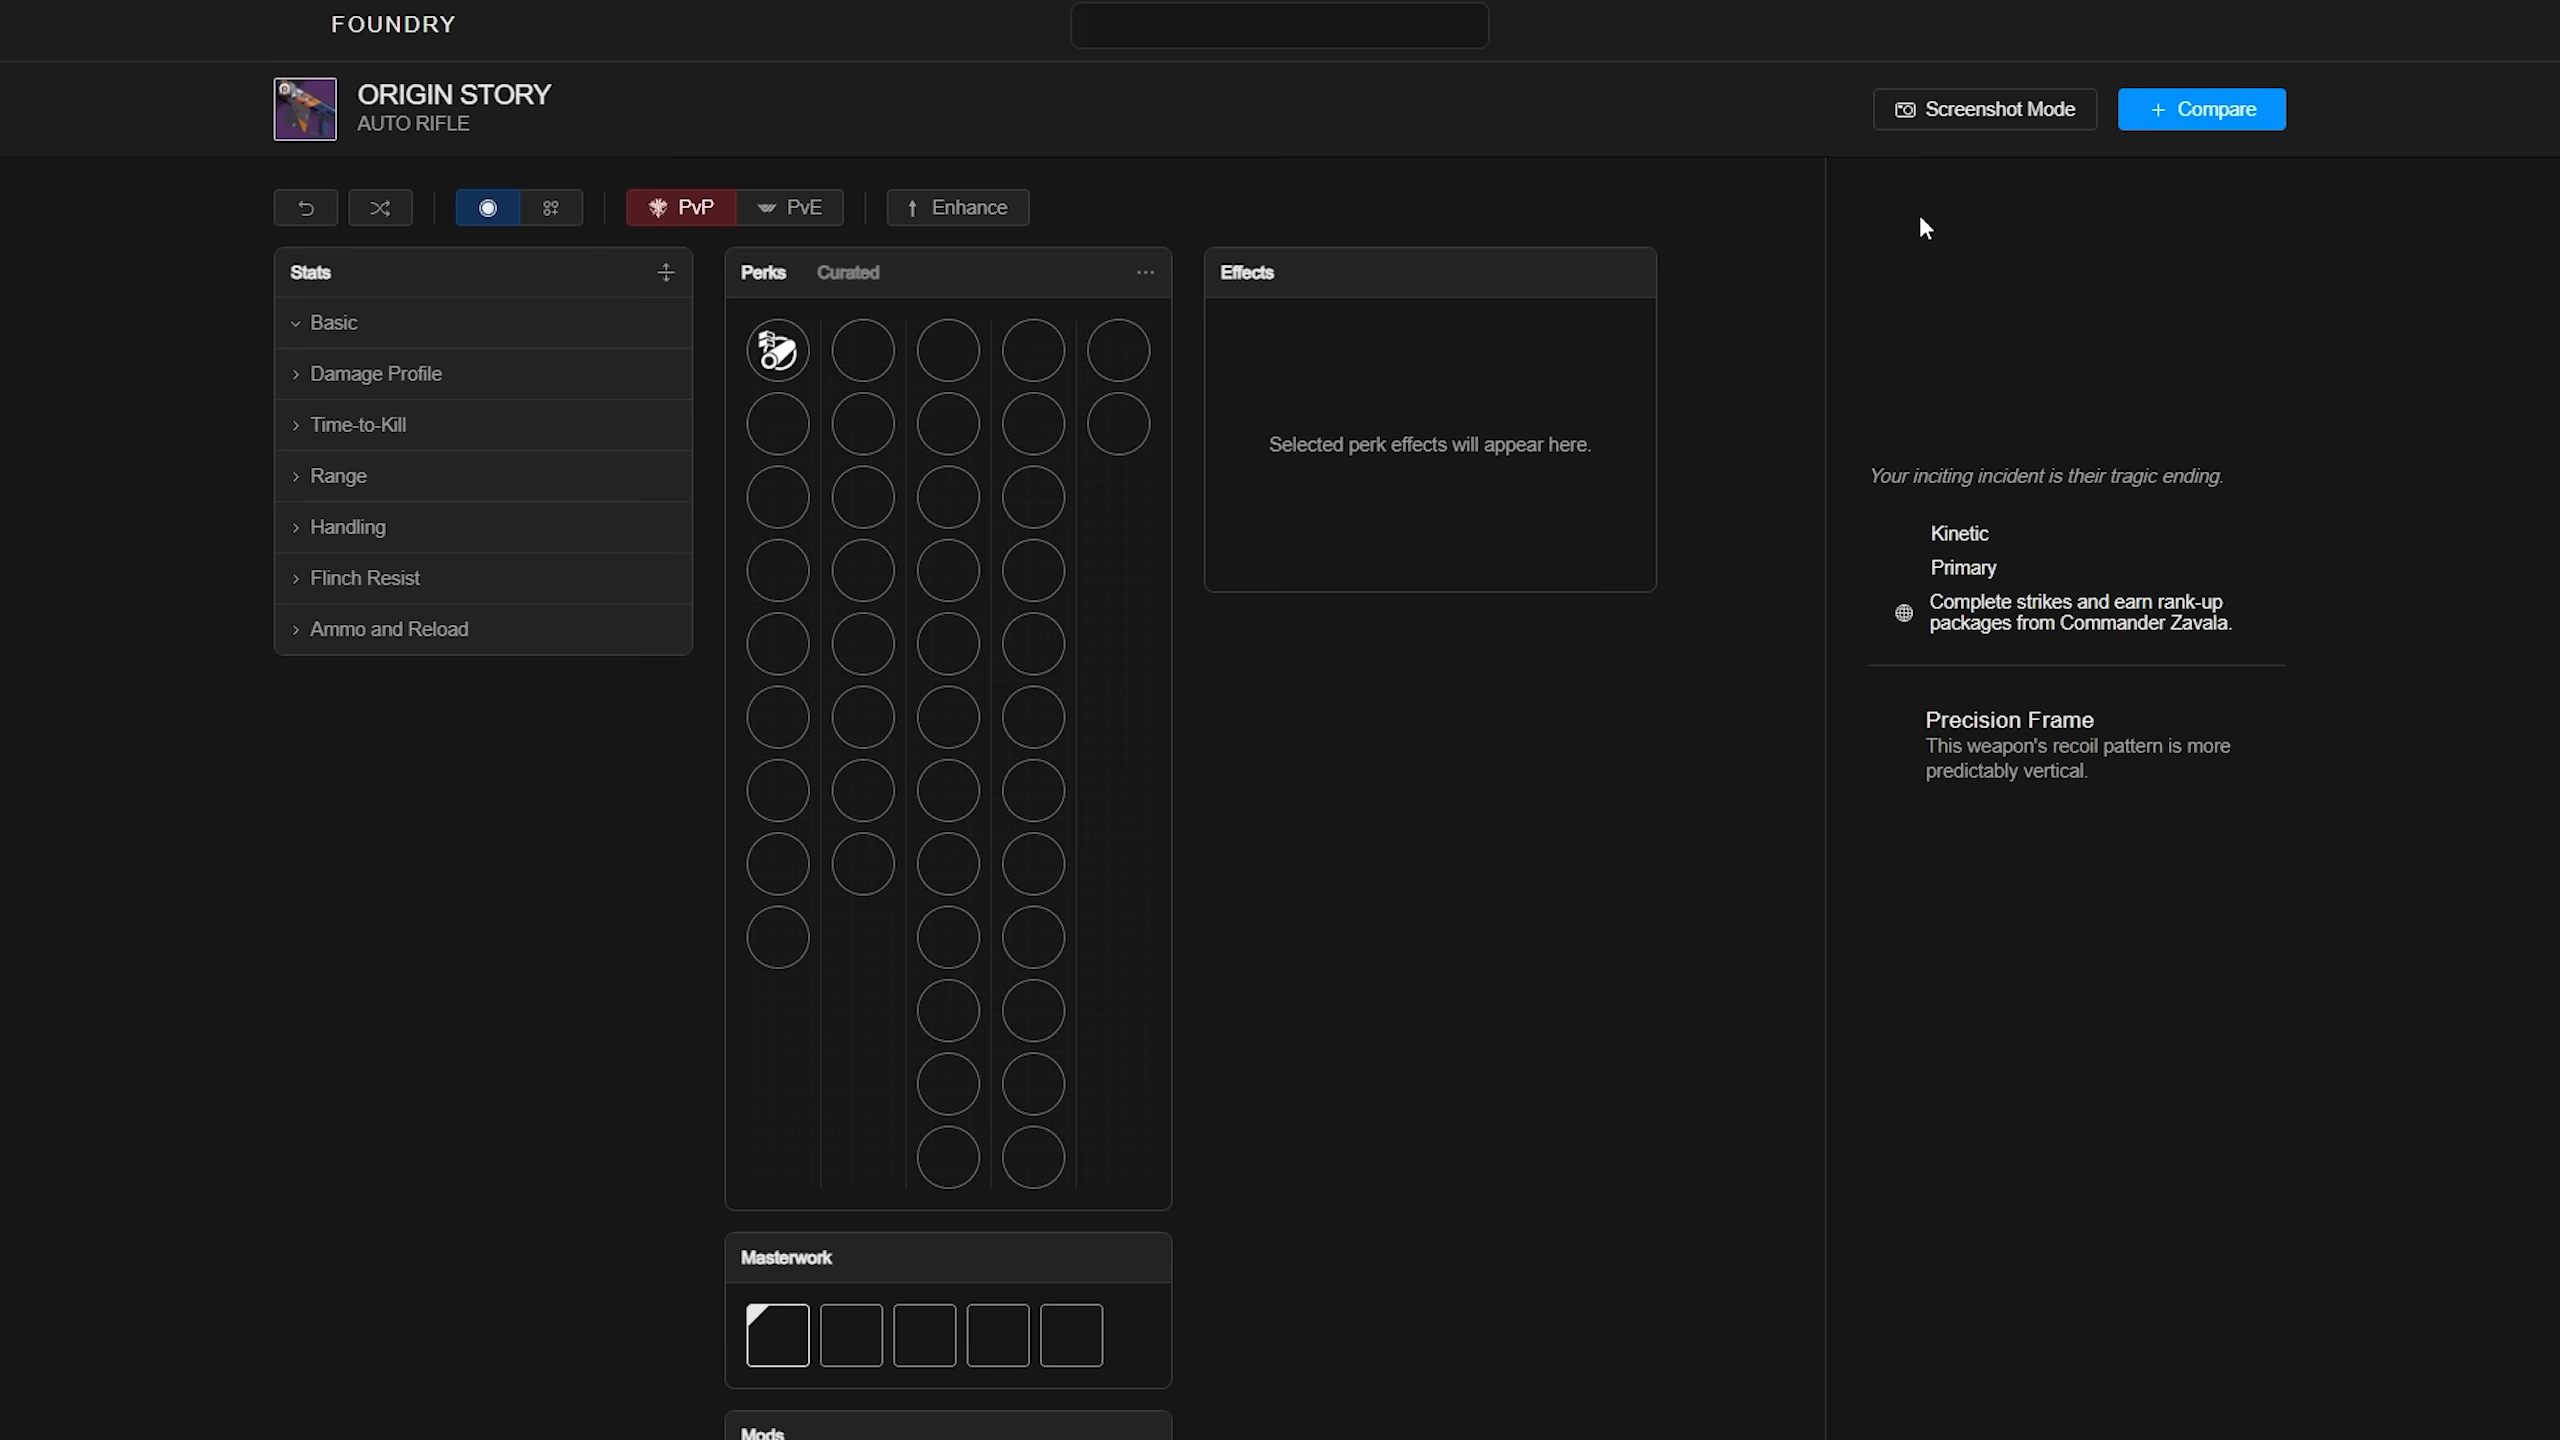 FOUNDRY
ORIGIN STORY
AUTO RIFLE
Screenshot Mode
Compare
PvP
PvE
Enhance
Stats
Basic
Damage Profile
Time-to-Kill
Range
Handling
Flinch Resist
Ammo and Reload
Perks
Curated
Effects
Selected perk effects will appear here.
Your inciting incident is their tragic ending.
Kinetic
Primary
Complete strikes and earn rank-up
packages from Commander Zavala.
Precision Frame
This weapon's recoil pattern is more
predictably vertical.
Masterwork
Mods